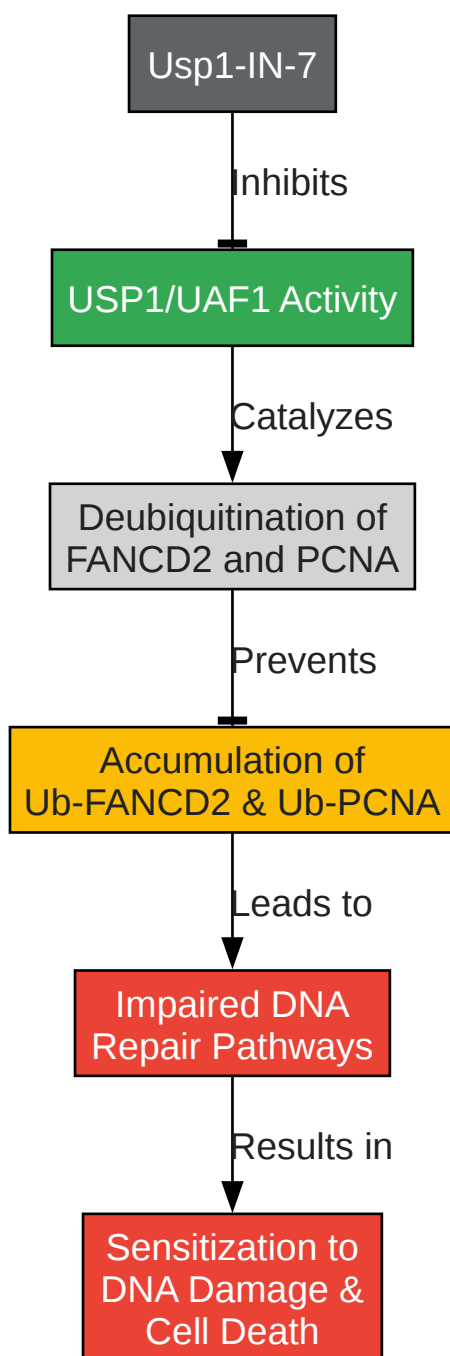 Usp1-IN-7
Inhibits
USP1/UAF1 Activity
Catalyzes
Deubiquitination of
FANCD2 and PCNA
Prevents
Accumulation of
Ub-FANCD2 & Ub-PCNA
Leads to
Impaired DNA
Repair Pathways
Results in
Sensitization to
DNA Damage &
Cell Death